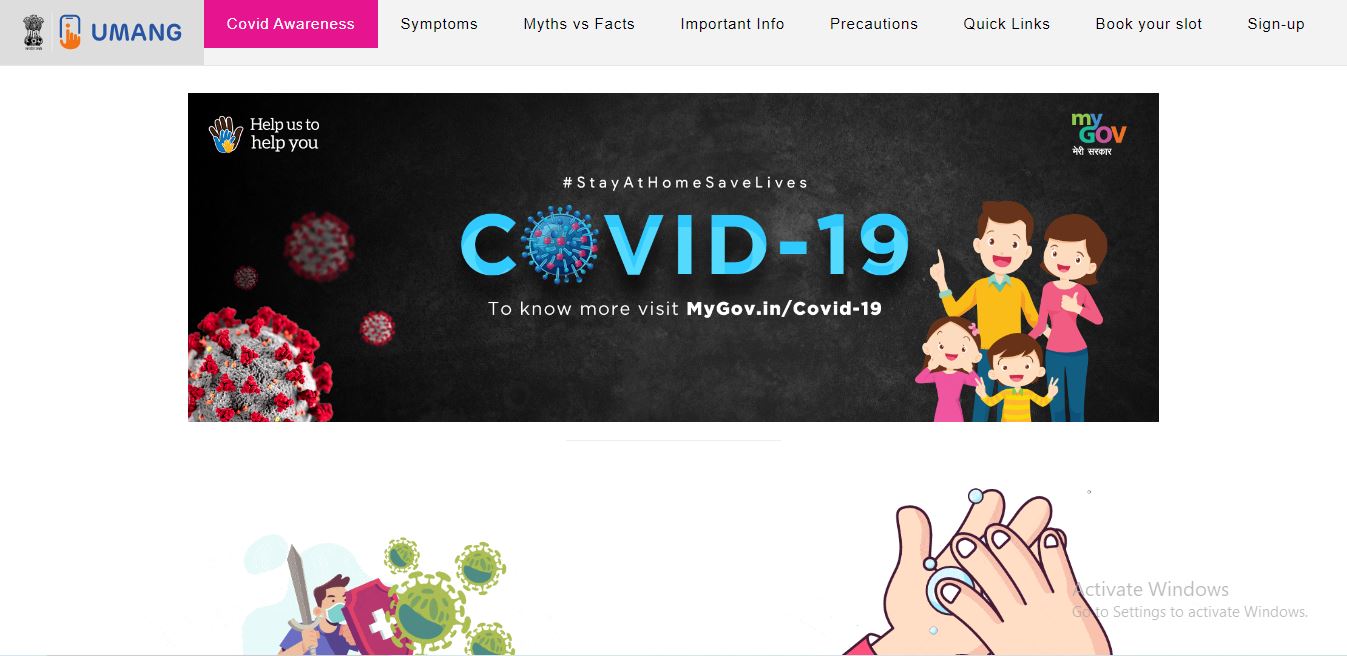 UMANG
Covid Awareness
Symptoms
Myths vs Facts
Important Info
Precautions
Quick Links
Book your slot
Sign-up
Help us to
help you
my
GOV
मेरी सरकार
#StayAtHomeSaveLives
COVID-19
To know more visit MyGov.in/Covid-19
Activate Windows
Go to Settings to activate Windows.